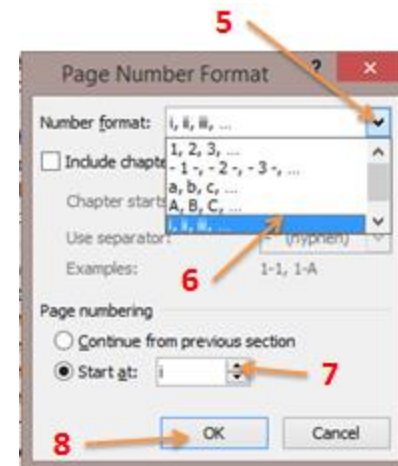 5
Page Number Format ? ×
Number format: i, ii, iii, ...
1, 2, 3, ...
Include chapte
- 1 -, - 2 -, - 3 -, ...
a, b, c, ...
Chapter starts
A, B, C, ...
i, ii, iii, ...
Use separator: - (hyphen)
6
Examples: 1-1, 1-A
Page numbering
Continue from previous section
Start at: i
7
8
OK Cancel